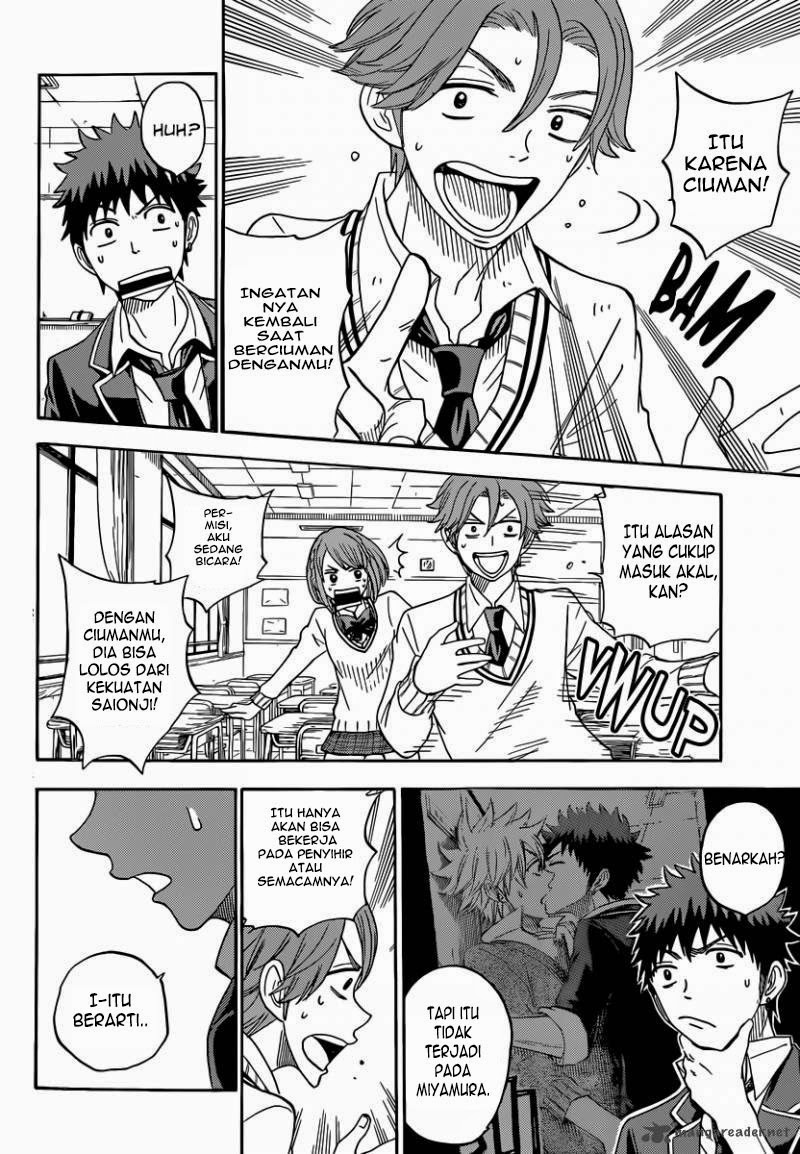 ITU
KARENA
CIUMAN!
BAM
INGATAN
NYA
KEMBALI
SAAT
BERCIUMAN
DENGANMU!
HUH?
ITU ALASAN
YANG CUKUP
MASUK AKAL,
KAN?
VWUP
PER-
MISI,
AKU
SEDANG
BICARA!
DENGAN
CIUMANMU,
DIA BISA
LOLOS DARI
KEKUATAN
SAIONJI!
BENARKAH?
TAPI ITU
TIDAK
TERJADI
PADA
MIYAMURA.
ITU HANYA
AKAN BISA
BEKERJA
PADA PENYIHIR
ATAU
SEMACAMNYA!
I-ITU
BERARTI..
mangareader.net